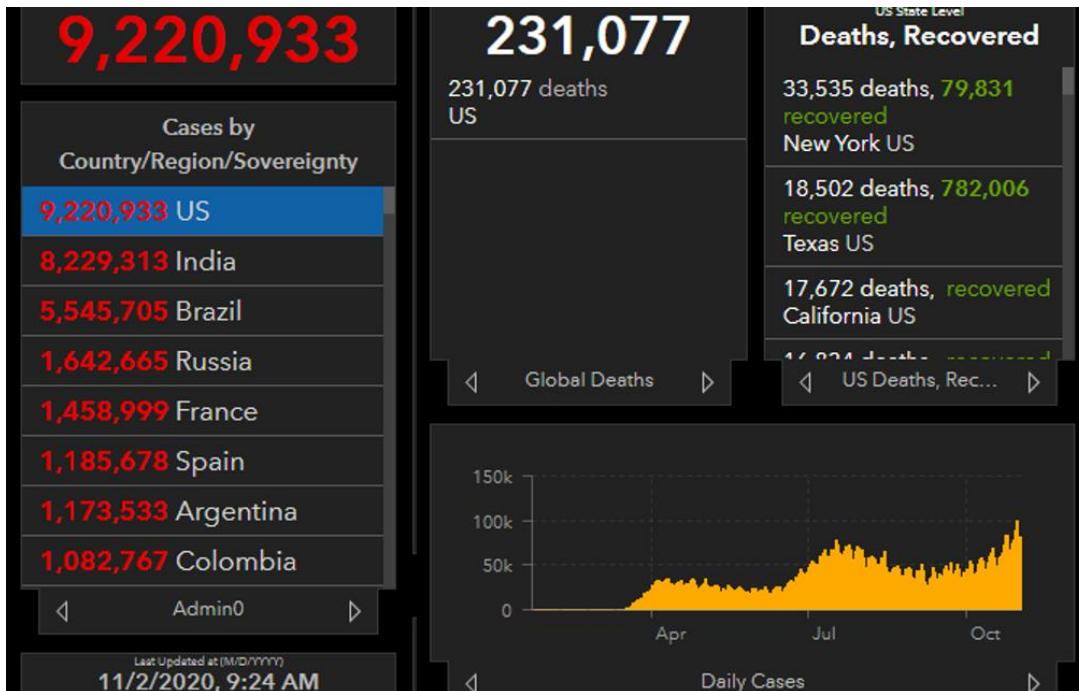 9,220,933
Cases by
Country/Region/Sovereignty
9,220,933 US
8,229,313 India
5,545,705 Brazil
1,642,665 Russia
1,458,999 France
1,185,678 Spain
1,173,533 Argentina
1,082,767 Colombia
Admin0
Last Updated at (M/D/YYYY)
11/2/2020, 9:24 AM
231,077
231,077 deaths
US
Global Deaths
US State Level
Deaths, Recovered
33,535 deaths, 79,831
recovered
New York US
18,502 deaths, 782,006
recovered
Texas US
17,672 deaths, recovered
California US
16,824 deaths, recovered
US Deaths, Rec...
150k
100k
50k
0
Apr Jul Oct
Daily Cases